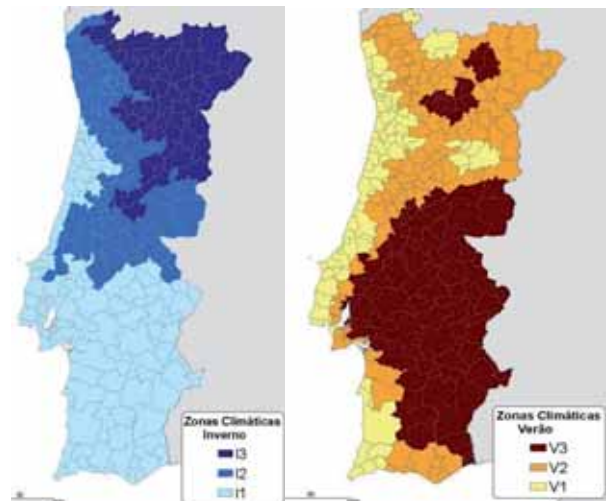 Zonas Climáticas
Inverno
I3
I2
I1
Zonas Climáticas
Verão
V3
V2
V1